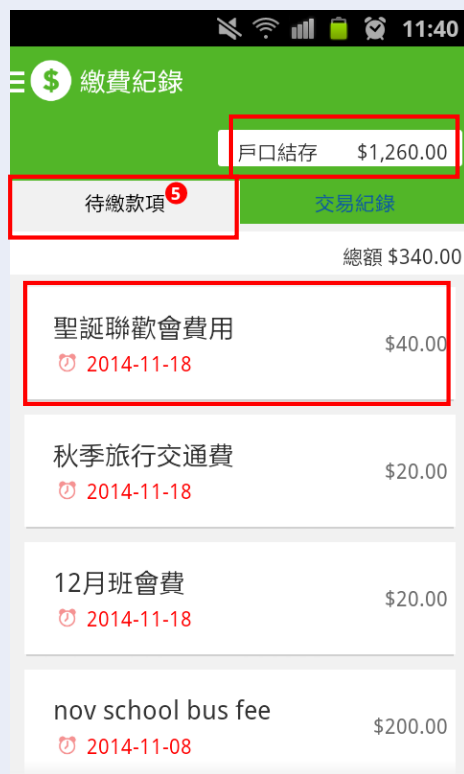 11:40
$ 繳費紀錄
戶口結存 $1,260.00
待繳款項 5 交易紀錄
總額 $340.00
聖誕聯歡會費用
$40.00
2014-11-18
秋季旅行交通費
$20.00
2014-11-18
12月班會費
$20.00
2014-11-18
nov school bus fee
$200.00
2014-11-08